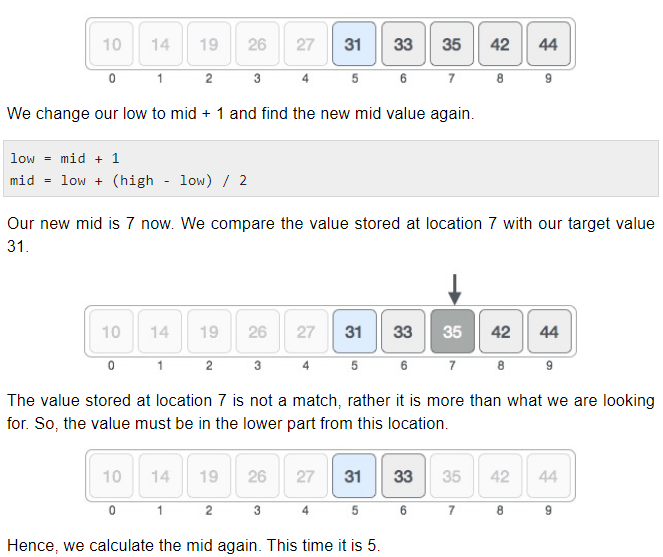 10 14 19 26 27 31 33 35 42 44
0 1 2 3 4 5 6 7 8 9
We change our low to mid + 1 and find the new mid value again.
low = mid + 1
mid = low + (high - low) / 2
Our new mid is 7 now. We compare the value stored at location 7 with our target value
31.
10 14 19 26 27 31 33 35 42 44
0 1 2 3 4 5 6 7 8 9
The value stored at location 7 is not a match, rather it is more than what we are looking
for. So, the value must be in the lower part from this location.
10 14 19 26 27 31 33 35 42 44
0 1 2 3 4 5 6 7 8 9
Hence, we calculate the mid again. This time it is 5.